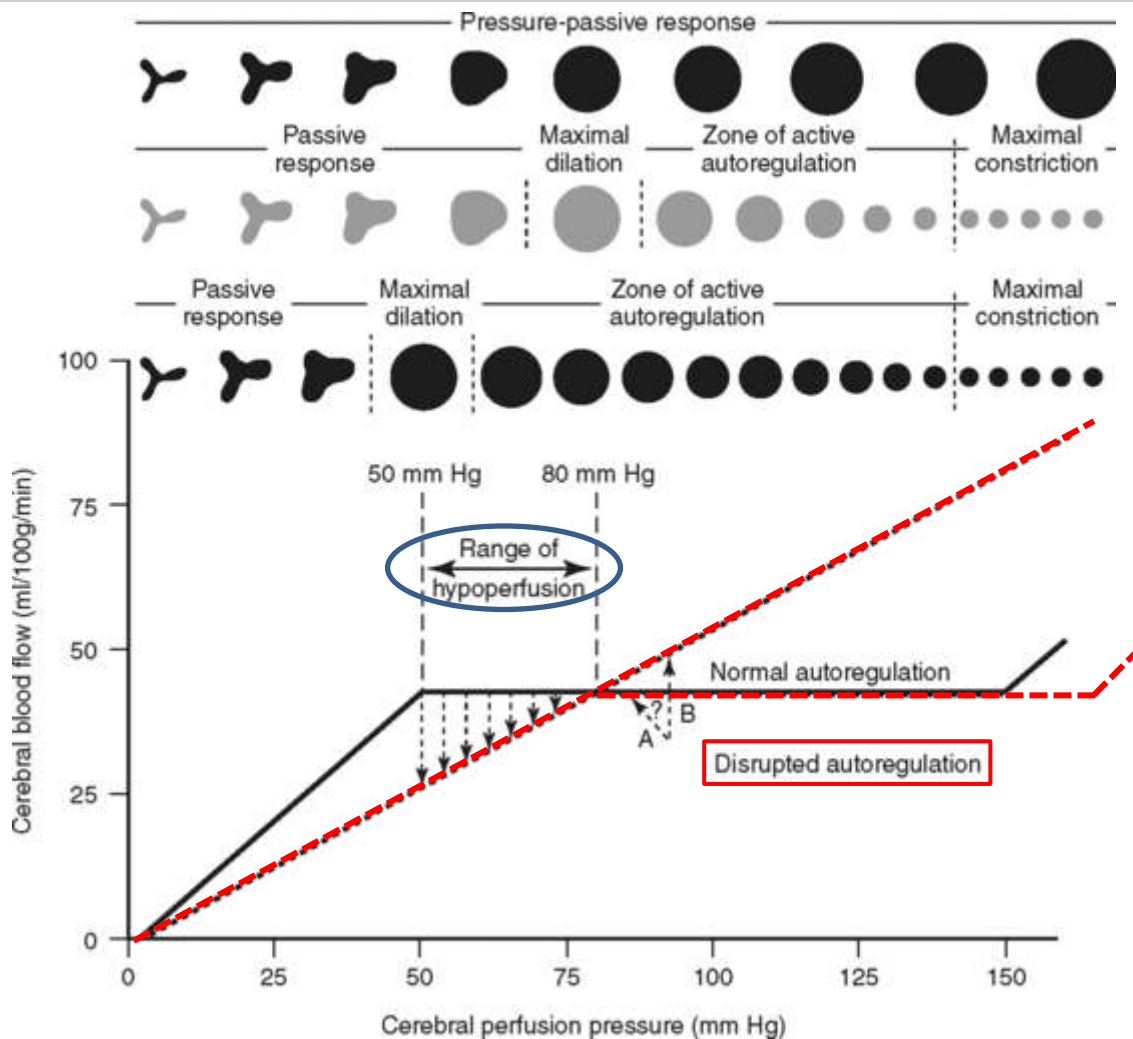 Pressure-passive response
Passive
response
Maximal
dilation
Zone of active
autoregulation
Maximal
constriction
Passive
response
Maximal
dilation
Zone of active
autoregulation
Maximal
constriction
100
75
50
25
0
50 mm Hg
80 mm Hg
Range of
hypoperfusion
Normal autoregulation
?
A
B
Disrupted autoregulation
0
25
50
75
100
125
150
Cerebral blood flow (ml/100g/min)
Cerebral perfusion pressure (mm Hg)